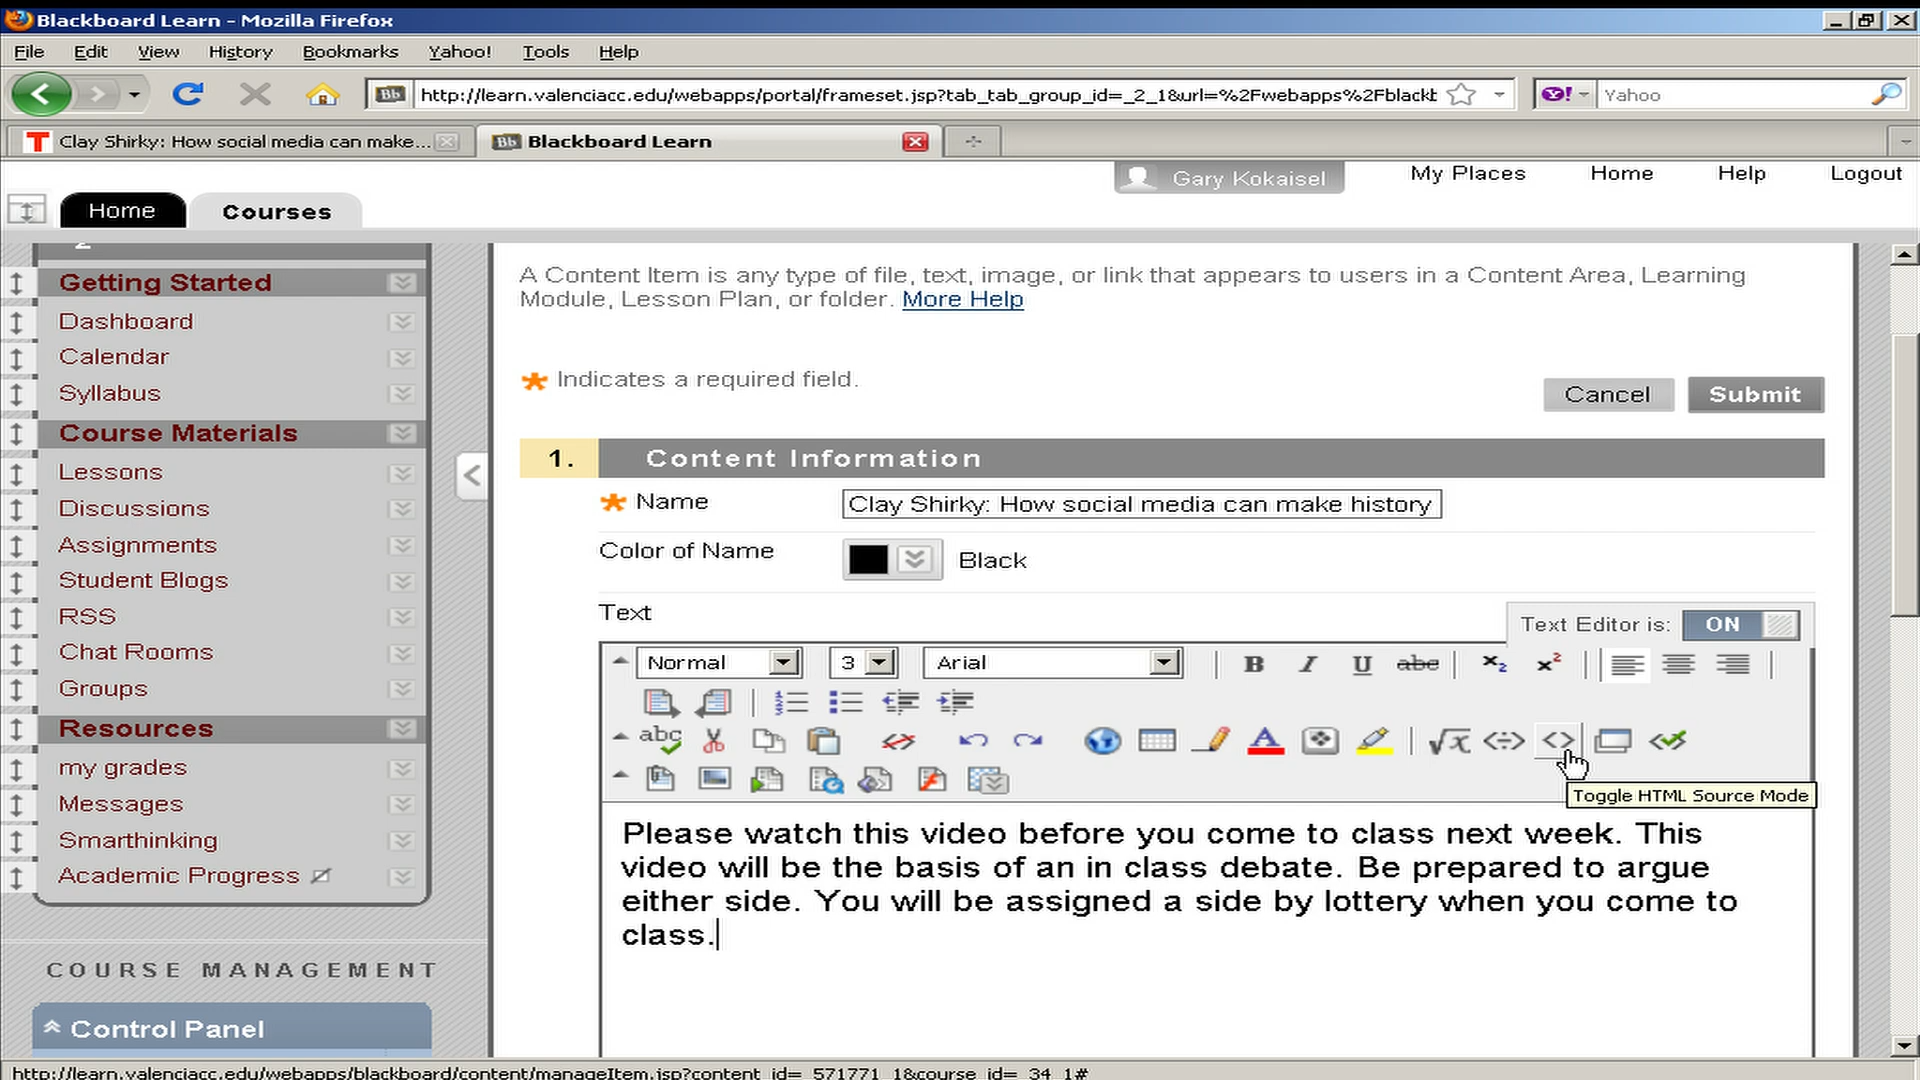 Blackboard Learn - Mozilla Firefox
File Edit View History Bookmarks Yahoo! Tools Help
Bb http://learn.valenciacc.edu/webapps/portal/frameset.jsp?tab_tab_group_id=_2_1&url=%2Fwebapps%2Fblackb Y! Yahoo
T Clay Shirky: How social media can make... Bb Blackboard Learn
Gary Kokaisel My Places Home Help Logout
Home Courses
Getting Started
Dashboard
Calendar
Syllabus
Course Materials
Lessons
Discussions
Assignments
Student Blogs
RSS
Chat Rooms
Groups
Resources
my grades
Messages
Smarthinking
Academic Progress
COURSE MANAGEMENT
Control Panel
A Content Item is any type of file, text, image, or link that appears to users in a Content Area, Learning
Module, Lesson Plan, or folder. More Help
* Indicates a required field.
Cancel Submit
1. Content Information
* Name Clay Shirky: How social media can make history
Color of Name Black
Text
Text Editor is: ON
Normal 3 Arial B I U abc x2 x2
abc
Toggle HTML Source Mode
Please watch this video before you come to class next week. This
video will be the basis of an in class debate. Be prepared to argue
either side. You will be assigned a side by lottery when you come to
class.
http://learn.valenciacc.edu/webapps/blackboard/content/manageItem.jsp?content_id=_571771_1&course_id=_34_1#